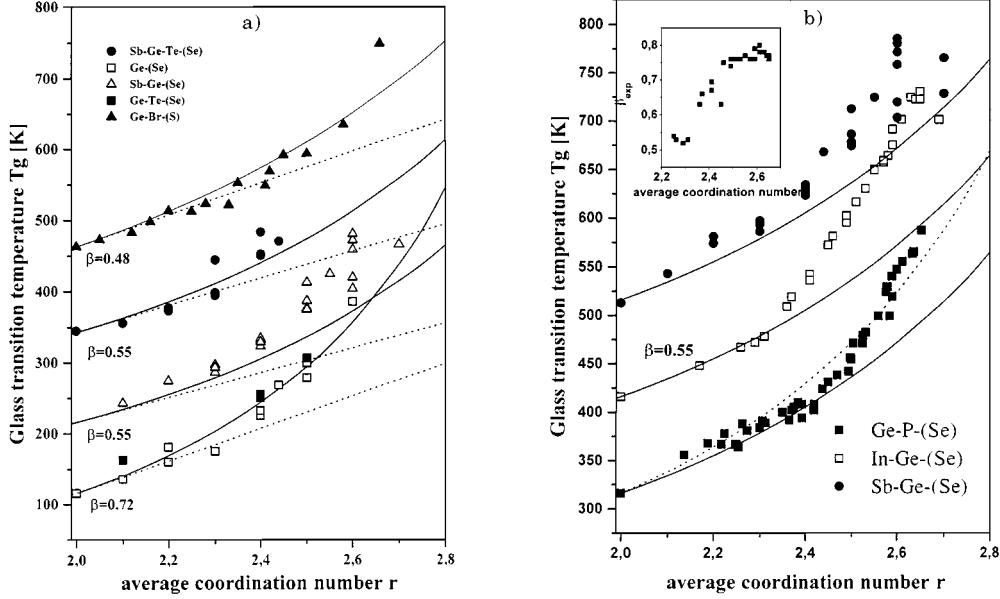 a)
800
700
600
500
400
300
200
100
Glass transition temperature Tg [K]
Sb-Ge-Te-(Se)
Ge-(Se)
Sb-Ge-(Se)
Ge-Te-(Se)
Ge-Br-(S)
β=0.48
β=0.55
β=0.55
β=0.72
2,0
2,2
2,4
2,6
2,8
average coordination number r
b)
800
750
700
650
600
550
500
450
400
350
300
Glass transition temperature Tg [K]
0,8
0,7
0,6
0,5
βexp
2,2
2,4
2,6
average coordination number
β=0.55
Ge-P-(Se)
In-Ge-(Se)
Sb-Ge-(Se)
2,0
2,2
2,4
2,6
2,8
average coordination number r